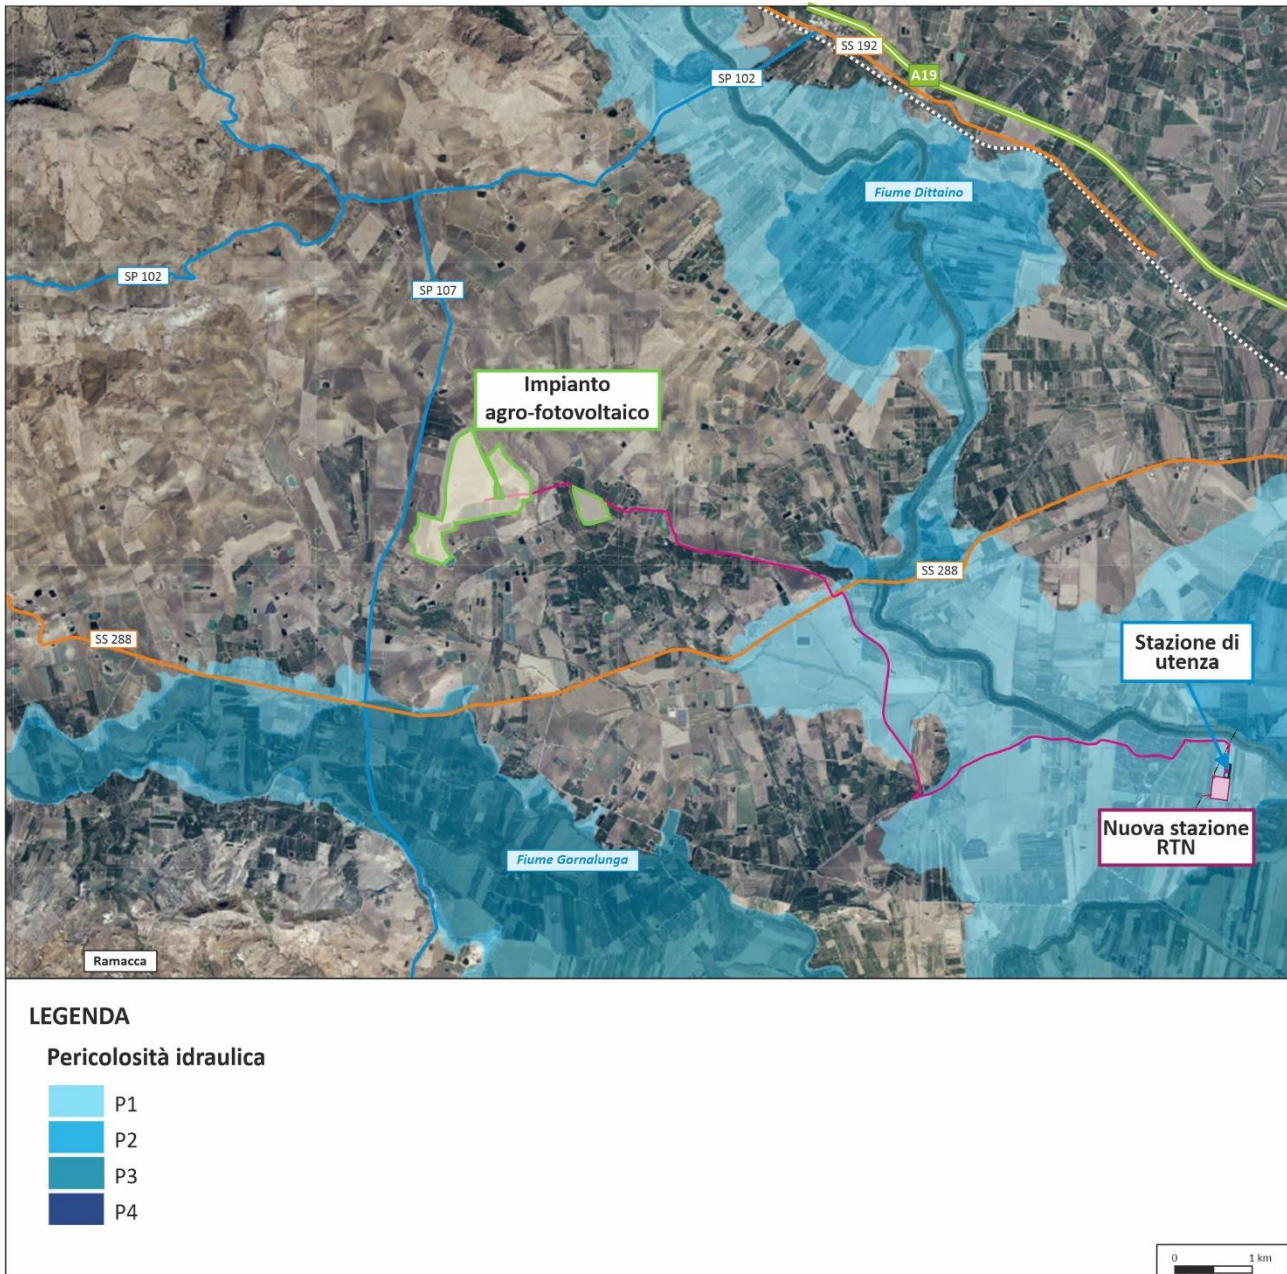 SS 192
A19
SP 102
Fiume Dittaino
SP 102
SP 107
Impianto
agro-fotovoltaico
SS 288
SS 288
Stazione di
utenza
Nuova stazione
RTN
Fiume Gornalunga
Ramacca
LEGENDA
Pericolosità idraulica
P1
P2
P3
P4
0 1 km